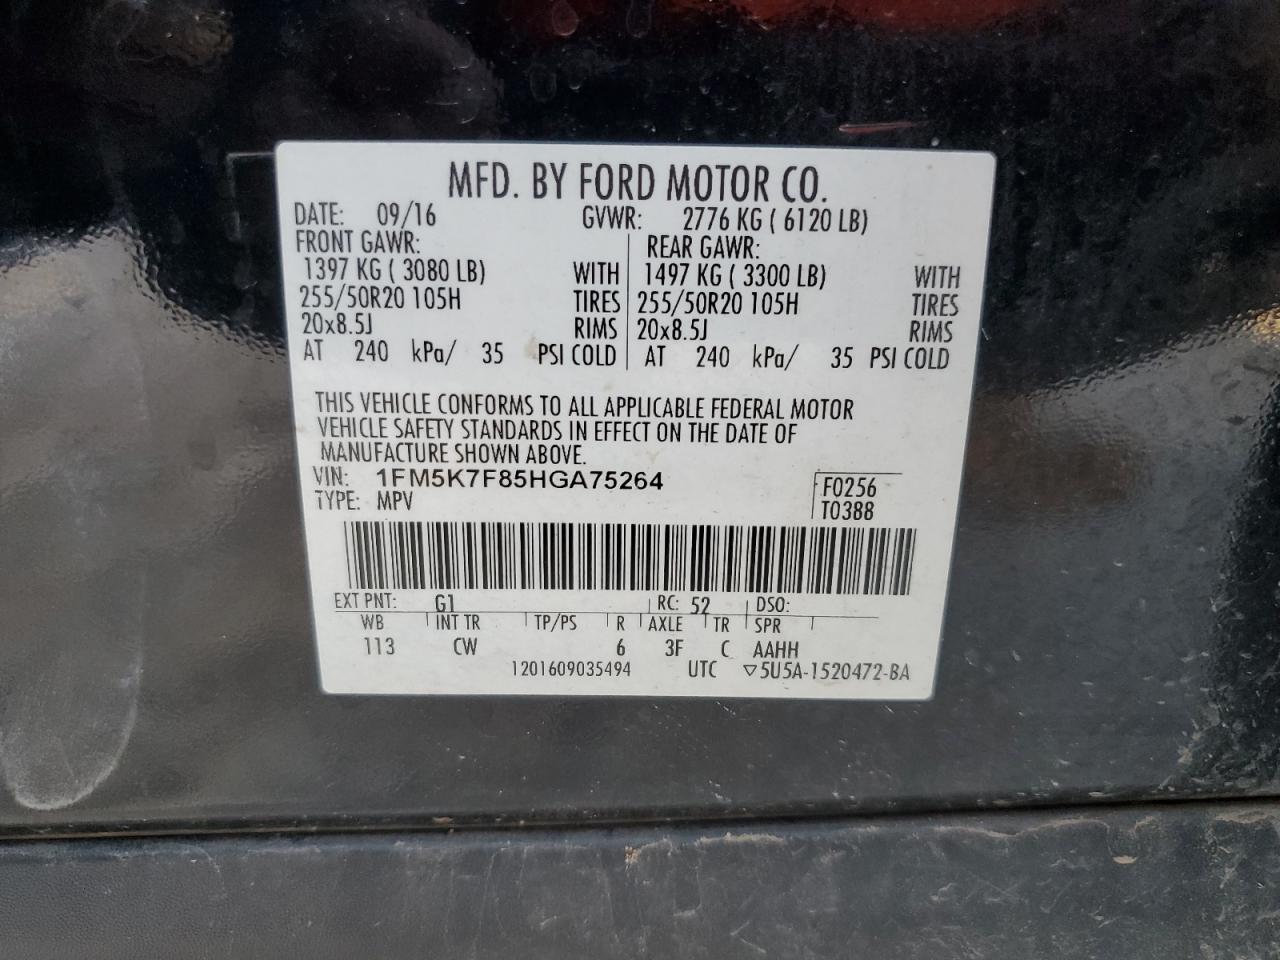 MFD. BY FORD MOTOR CO.
DATE: 09/16 GVWR: 2776 KG ( 6120 LB)
FRONT GAWR: REAR GAWR:
1397 KG ( 3080 LB) WITH 1497 KG ( 3300 LB) WITH
255/50R20 105H TIRES 255/50R20 105H TIRES
20x8.5J RIMS 20x8.5J RIMS
AT 240 kPa/ 35 PSI COLD AT 240 kPa/ 35 PSI COLD
THIS VEHICLE CONFORMS TO ALL APPLICABLE FEDERAL MOTOR
VEHICLE SAFETY STANDARDS IN EFFECT ON THE DATE OF
MANUFACTURE SHOWN ABOVE.
VIN: 1FM5K7F85HGA75264 F0256
TYPE: MPV T0388
EXT PNT: G1 RC: 52 DSO:
WB INT TR TP/PS R AXLE TR SPR
113 CW 6 3F C AAHH
1201609035494 UTC ▽5U5A-1520472-BA